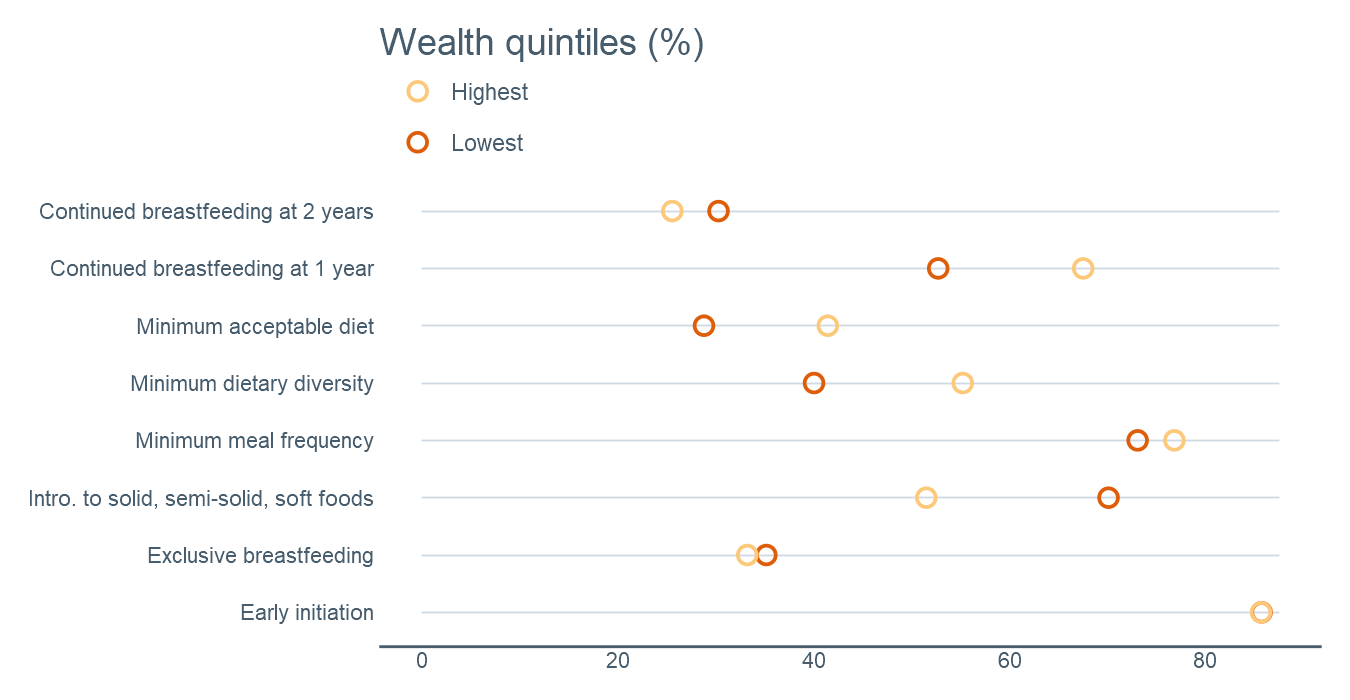 Wealth quintiles (%)
Highest
Lowest
Continued breastfeeding at 2 years
Continued breastfeeding at 1 year
Minimum acceptable diet
Minimum dietary diversity
Minimum meal frequency
Intro. to solid, semi-solid, soft foods
Exclusive breastfeeding
Early initiation
0 20 40 60 80